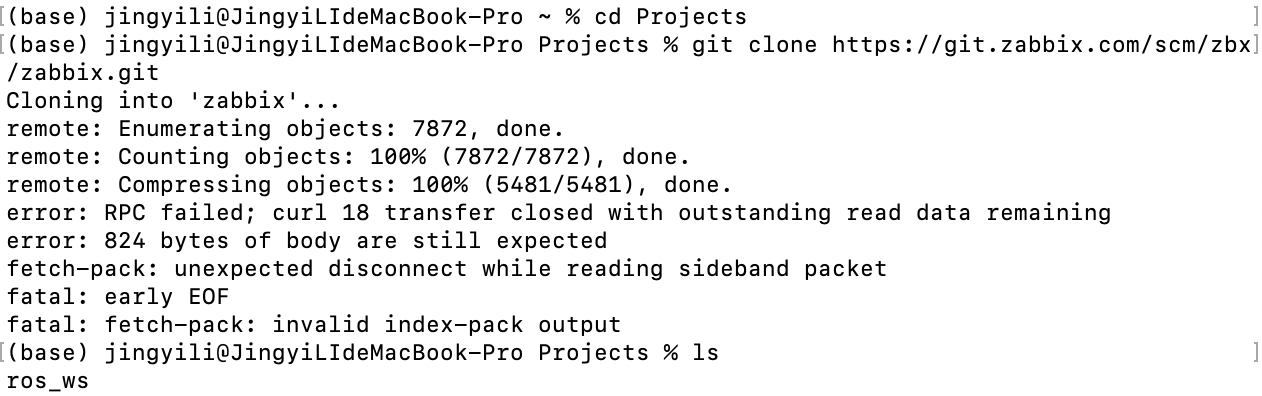 [(base) jingyili@JingyiLIdeMacBook-Pro ~ % cd Projects ]
[(base) jingyili@JingyiLIdeMacBook-Pro Projects % git clone https://git.zabbix.com/scm/zbx]
/zabbix.git
Cloning into 'zabbix'...
remote: Enumerating objects: 7872, done.
remote: Counting objects: 100% (7872/7872), done.
remote: Compressing objects: 100% (5481/5481), done.
error: RPC failed; curl 18 transfer closed with outstanding read data remaining
error: 824 bytes of body are still expected
fetch-pack: unexpected disconnect while reading sideband packet
fatal: early EOF
fatal: fetch-pack: invalid index-pack output
[(base) jingyili@JingyiLIdeMacBook-Pro Projects % ls ]
ros_ws